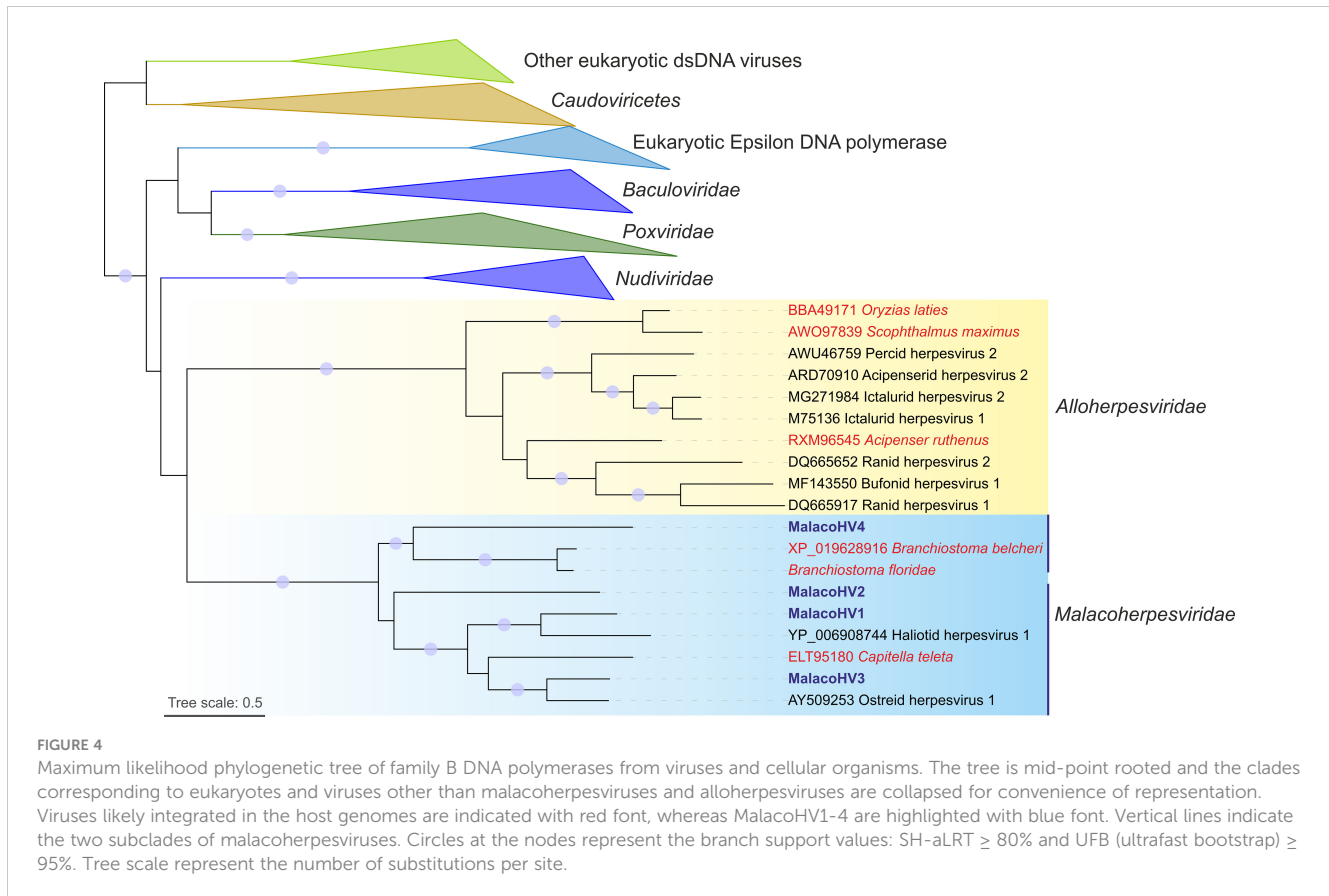 Other eukaryotic dsDNA viruses
Caudoviricetes
Eukaryotic Epsilon DNA polymerase
Baculoviridae
Poxviridae
Nudiviridae
BBA49171 Oryzias laties
AWO97839 Scophthalmus maximus
AWU46759 Percid herpesvirus 2
ARD70910 Acipenserid herpesvirus 2
MG271984 Ictalurid herpesvirus 2
Alloherpesviridae
M75136 Ictalurid herpesvirus 1
RXM96545 Acipenser ruthenus
DQ665652 Ranid herpesvirus 2
MF143550 Bufonid herpesvirus 1
DQ665917 Ranid herpesvirus 1
MalacoHV4
XP_019628916 Branchiostoma belcheri
Branchiostoma floridae
MalacoHV2
MalacoHV1
Malacoherpesviridae
YP_006908744 Haliotid herpesvirus 1
ELT95180 Capitella teleta
MalacoHV3
AY509253 Ostreid herpesvirus 1
Tree scale: 0.5
FIGURE 4
Maximum likelihood phylogenetic tree of family B DNA polymerases from viruses and cellular organisms. The tree is mid-point rooted and the clades
corresponding to eukaryotes and viruses other than malacoherpesviruses and alloherpesviruses are collapsed for convenience of representation.
Viruses likely integrated in the host genomes are indicated with red font, whereas MalacoHV1-4 are highlighted with blue font. Vertical lines indicate
the two subclades of malacoherpesviruses. Circles at the nodes represent the branch support values: SH-aLRT ≥ 80% and UFB (ultrafast bootstrap) ≥
95%. Tree scale represent the number of substitutions per site.